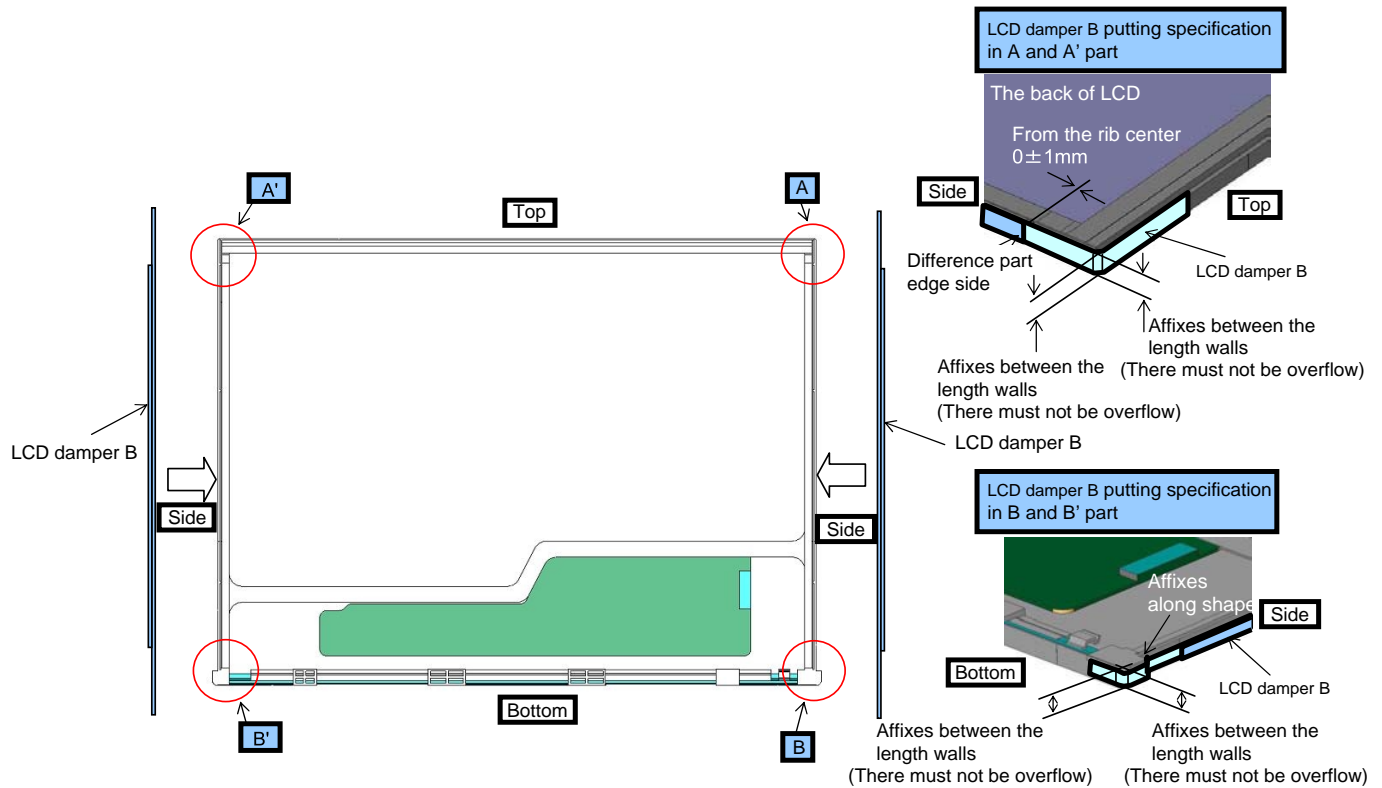 LCD damper B putting specification
in A and A' part
The back of LCD
From the rib center
0±1mm
Side
Top
Difference part
edge side
LCD damper B
Affixes between the
length walls
(There must not be overflow)
Affixes between the
length walls
(There must not be overflow)
A'
A
Top
LCD damper B
LCD damper B
Side
Side
B'
Bottom
B
LCD damper B putting specification
in B and B' part
Affixes
along shape
Side
Bottom
LCD damper B
Affixes between the
length walls
(There must not be overflow)
Affixes between the
length walls
(There must not be overflow)